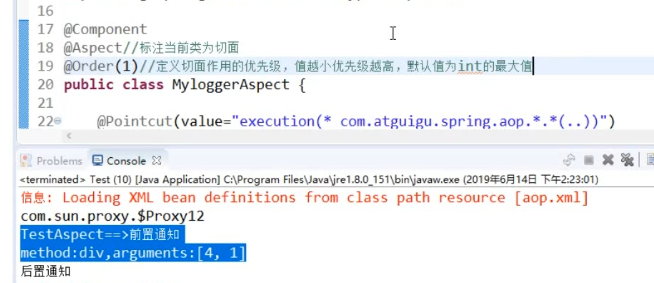 16
17 @Component
18 @Aspect//标注当前类为切面
19 @Order(1)//定义切面作用的优先级，值越小优先级越高，默认值为int的最大值
20 public class MyloggerAspect {
21
22 @Pointcut(value="execution(* com.atguigu.spring.aop.*.*(..))")
Problems Console
<terminated> Test (10) [Java Application] C:\Program Files\Java\jre1.8.0_151\bin\javaw.exe (2019年6月14日 下午2:23:01)
信息: Loading XML bean definitions from class path resource [aop.xml]
com.sun.proxy.$Proxy12
TestAspect==>前置通知
method:div,arguments:[4, 1]
后置通知